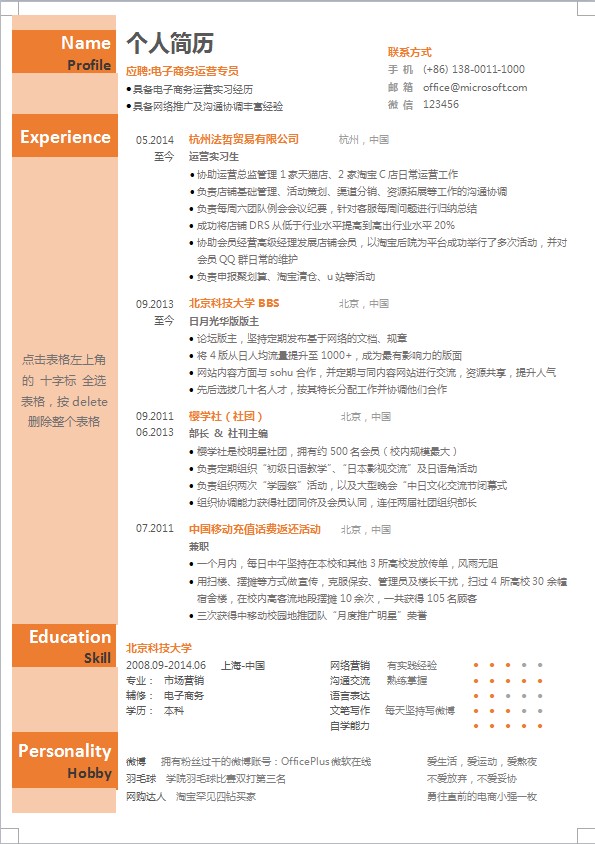 Name
Profile
个人简历
应聘:电子商务运营专员
●具备电子商务运营实习经历
●具备网络推广及沟通协调丰富经验
联系方式
手 机 (+86) 138-0011-1000
邮 箱 office@microsoft.com
微 信 123456
Experience
05.2014 杭州法哲贸易有限公司 杭州，中国
至今 运营实习生
●协助运营总监管理 1 家天猫店、2 家淘宝 C 店日常运营工作
●负责店铺基础管理、活动策划、渠道分销、资源拓展等工作的沟通协调
●负责每周六团队例会会议纪要，针对客服每周问题进行归纳总结
●成功将店铺 DRS 从低于行业水平提高到高出行业水平 20%
●协助会员经营高级经理发展店铺会员，以淘宝后院为平台成功举行了多次活动，并对
会员 QQ 群日常的维护
●负责申报聚划算、淘宝清仓、u 站等活动
09.2013 北京科技大学 BBS 北京，中国
至今 日月光华版版主
●论坛版主，坚持定期发布基于网络的文档、规章
●将 4 版从日人均流量提升至 1000+，成为最有影响力的版面
●网站内容方面与 sohu 合作，并定期与同内容网站进行交流，资源共享，提升人气
●先后选拔几十名人才，按其特长分配工作并协调他们合作
点击表格左上角
的 十字标 全选
表格，按 delete
删除整个表格
09.2011 樱学社（社团） 北京，中国
06.2013 部长 & 社刊主编
●樱学社是校明星社团，拥有约 500 名会员（校内规模最大）
●负责定期组织“初级日语教学”、“日本影视交流”及日语角活动
●负责组织两次“学园祭”活动，以及大型晚会“中日文化交流节闭幕式
●组织协调能力获得社团同侪及会员认同，连任两届社团组织部长
07.2011 中国移动充值话费返还活动 北京，中国
兼职
●一个月内，每日中午坚持在本校和其他 3 所高校发放传单，风雨无阻
●用扫楼、摆摊等方式做宣传，克服保安、管理员及楼长干扰，扫过 4 所高校 30 余幢
宿舍楼，在校内高客流地段摆摊 10 余次，一共获得 105 名顾客
●三次获得中移动校园地推团队“月度推广明星”荣誉
Education
Skill
北京科技大学
2008.09-2014.06 上海-中国
专业： 市场营销
辅修： 电子商务
学历： 本科
网络营销 有实践经验
沟通交流 熟练掌握
语言表达
文笔写作 每天坚持写微博
自学能力
Personality
Hobby
微博 拥有粉丝过千的微博账号：OfficePlus 微软在线
羽毛球 学院羽毛球比赛双打第三名
网购达人 淘宝罕见四钻买家
爱生活，爱运动，爱熬夜
不爱放弃，不爱妥协
勇往直前的电商小强一枚